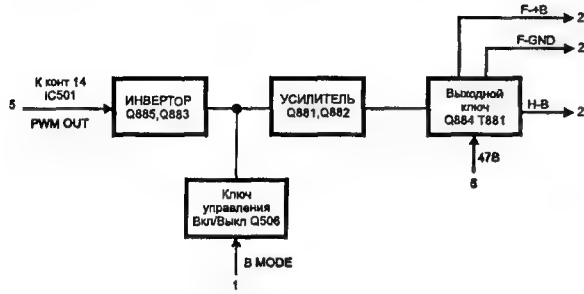 F-+B
2
F-GND
2
К конт 14
IC501
5
PWM OUT
ИНВЕРТОР
Q885,Q883
УСИЛИТЕЛЬ
Q881,Q882
Выходной
ключ
Q884 T881
H-B
2
47В
6
Ключ
управления
Вкл/Выкл Q506
B MODE
1